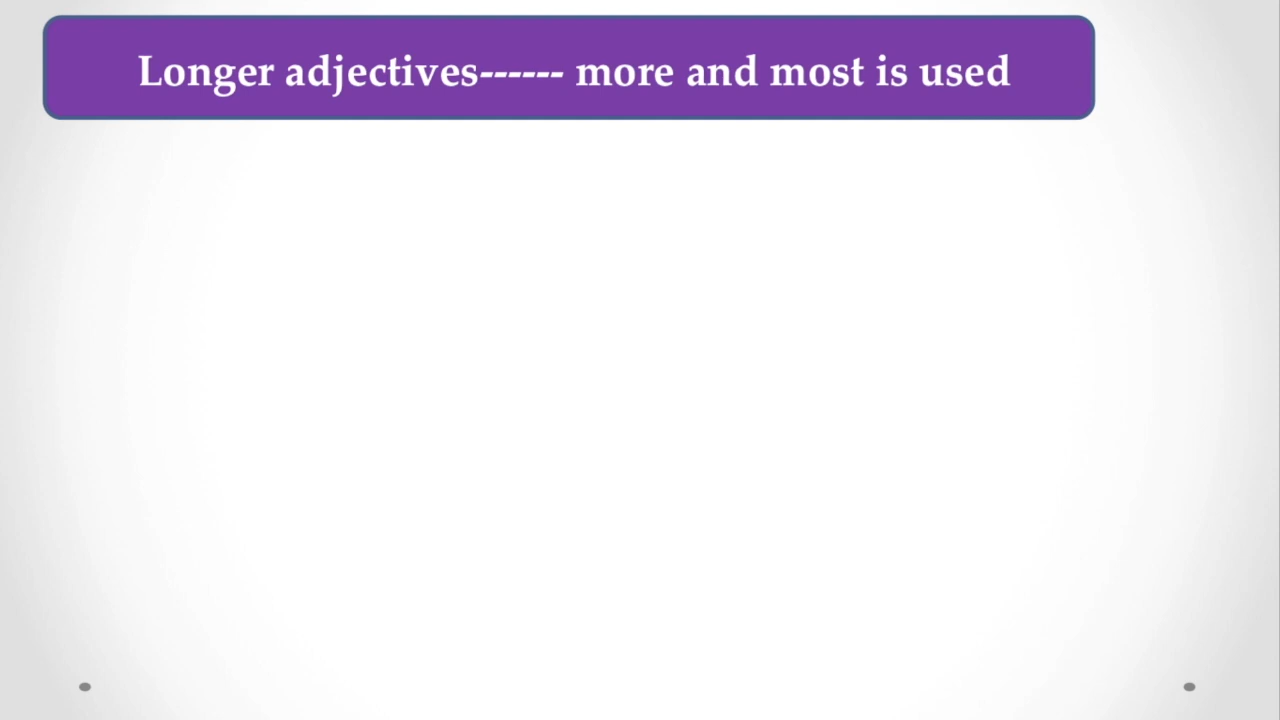 Longer adjectives------ more and most is used